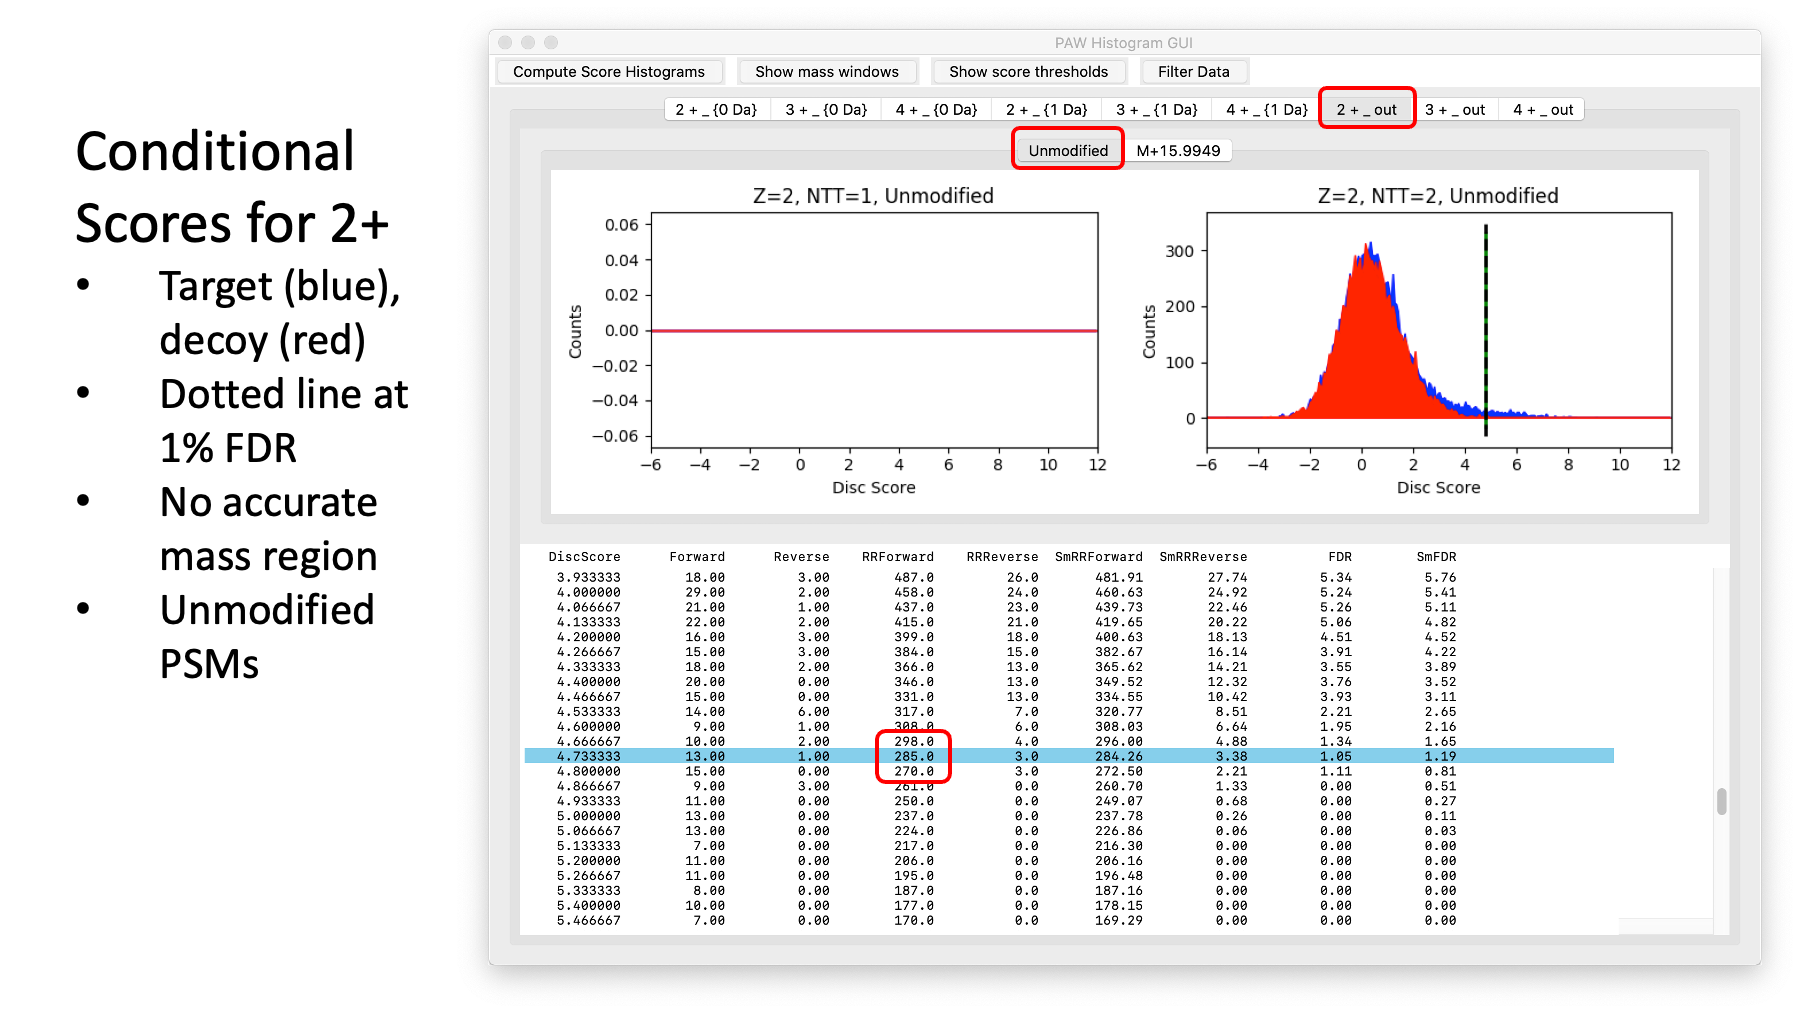 Conditional
Scores for 2+
• Target (blue),
decoy (red)
• Dotted line at
1% FDR
• No accurate
mass region
• Unmodified
PSMs
PAW Histogram GUI
Compute Score Histograms Show mass windows Show score thresholds Filter Data
2 + _ {0 Da} 3 + _ {0 Da} 4 + _ {0 Da} 2 + _ {1 Da} 3 + _ {1 Da} 4 + _ {1 Da} 2 + _ out 3 + _ out 4 + _ out
Unmodified M+15.9949
Z=2, NTT=1, Unmodified
0.06
0.04
0.02
0.00
−0.02
−0.04
−0.06
Counts
−6 −4 −2 0 2 4 6 8 10 12
Disc Score
Z=2, NTT=2, Unmodified
300
200
100
0
Counts
−6 −4 −2 0 2 4 6 8 10 12
Disc Score
DiscScore Forward Reverse RRForward RRReverse SmRRForward SmRRReverse FDR SmFDR
3.933333 18.00 3.00 487.0 26.0 481.91 27.74 5.34 5.76
4.000000 29.00 2.00 458.0 24.0 460.63 24.92 5.24 5.41
4.066667 21.00 1.00 437.0 23.0 439.73 22.46 5.26 5.11
4.133333 22.00 2.00 415.0 21.0 419.65 20.22 5.06 4.82
4.200000 16.00 3.00 399.0 18.0 400.63 18.13 4.51 4.52
4.266667 15.00 3.00 384.0 15.0 382.67 16.14 3.91 4.22
4.333333 18.00 2.00 366.0 13.0 365.62 14.21 3.55 3.89
4.400000 20.00 0.00 346.0 13.0 349.52 12.32 3.76 3.52
4.466667 15.00 0.00 331.0 13.0 334.55 10.42 3.93 3.11
4.533333 14.00 6.00 317.0 7.0 320.77 8.51 2.21 2.65
4.600000 9.00 1.00 308.0 6.0 308.03 6.64 1.95 2.16
4.666667 10.00 2.00 298.0 4.0 296.00 4.88 1.34 1.65
4.733333 13.00 1.00 285.0 3.0 284.26 3.38 1.05 1.19
4.800000 15.00 0.00 270.0 3.0 272.50 2.21 1.11 0.81
4.866667 9.00 3.00 261.0 0.0 260.70 1.33 0.00 0.51
4.933333 11.00 0.00 250.0 0.0 249.07 0.68 0.00 0.27
5.000000 13.00 0.00 237.0 0.0 237.78 0.26 0.00 0.11
5.066667 13.00 0.00 224.0 0.0 226.86 0.06 0.00 0.03
5.133333 7.00 0.00 217.0 0.0 216.30 0.00 0.00 0.00
5.200000 11.00 0.00 206.0 0.0 206.16 0.00 0.00 0.00
5.266667 11.00 0.00 195.0 0.0 196.48 0.00 0.00 0.00
5.333333 8.00 0.00 187.0 0.0 187.16 0.00 0.00 0.00
5.400000 10.00 0.00 177.0 0.0 178.15 0.00 0.00 0.00
5.466667 7.00 0.00 170.0 0.0 169.29 0.00 0.00 0.00